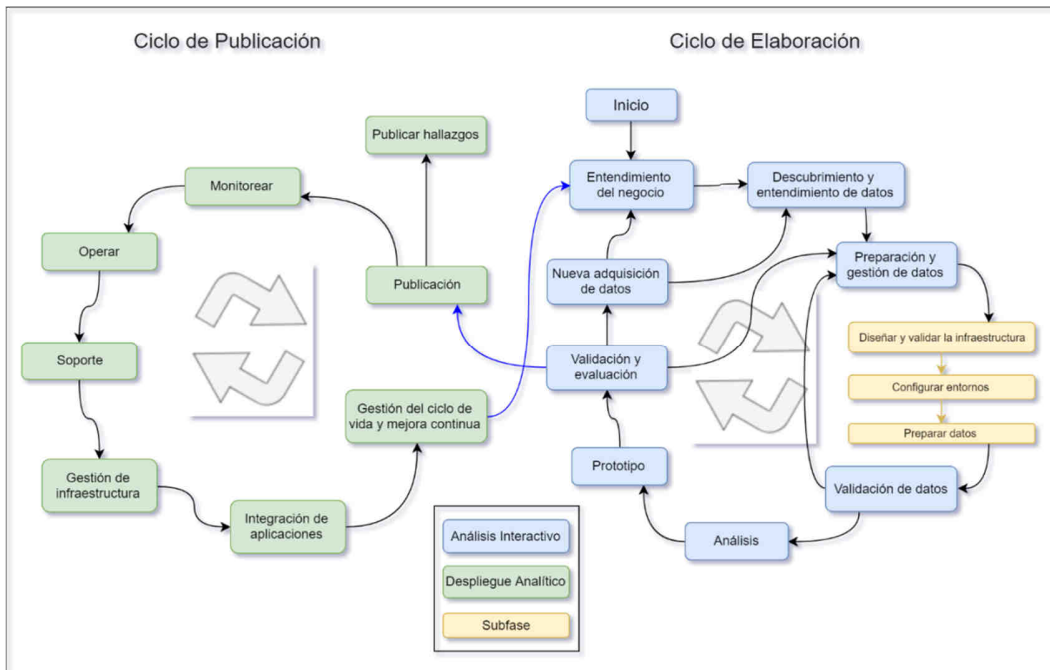 Ciclo de Publicación
Ciclo de Elaboración
Inicio
Publicar hallazgos
Entendimiento
del negocio
Descubrimiento y
entendimiento de datos
Monitorear
Operar
Publicación
Nueva adquisición
de datos
Preparación y
gestión de datos
Soporte
Validación y
evaluación
Diseñar y validar la infraestructura
Configurar entornos
Preparar datos
Gestión del ciclo de
vida y mejora continua
Gestión de
infraestructura
Prototipo
Validación de datos
Integración de
aplicaciones
Análisis
Análisis Interactivo
Despliegue Analítico
Subfase